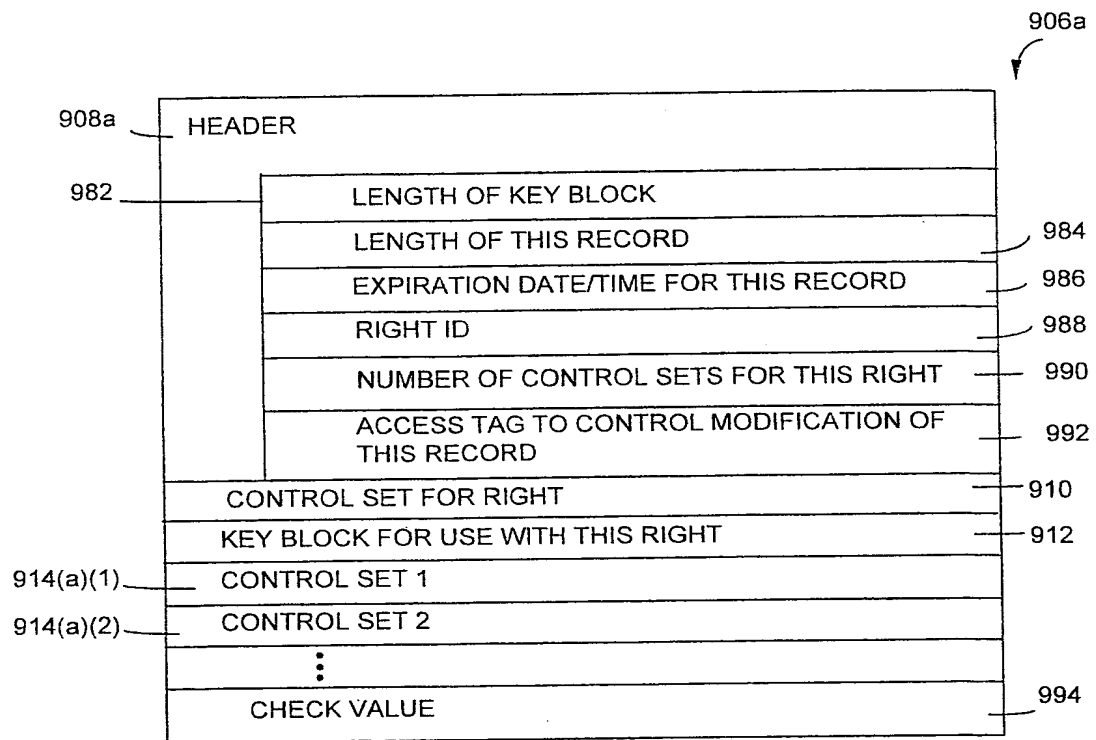 906a
908a
HEADER
982
LENGTH OF KEY BLOCK
LENGTH OF THIS RECORD
984
EXPIRATION DATE/TIME FOR THIS RECORD
986
RIGHT ID
988
NUMBER OF CONTROL SETS FOR THIS RIGHT
990
ACCESS TAG TO CONTROL MODIFICATION OF
THIS RECORD
992
CONTROL SET FOR RIGHT
910
KEY BLOCK FOR USE WITH THIS RIGHT
912
914(a)(1)
CONTROL SET 1
914(a)(2)
CONTROL SET 2
CHECK VALUE
994